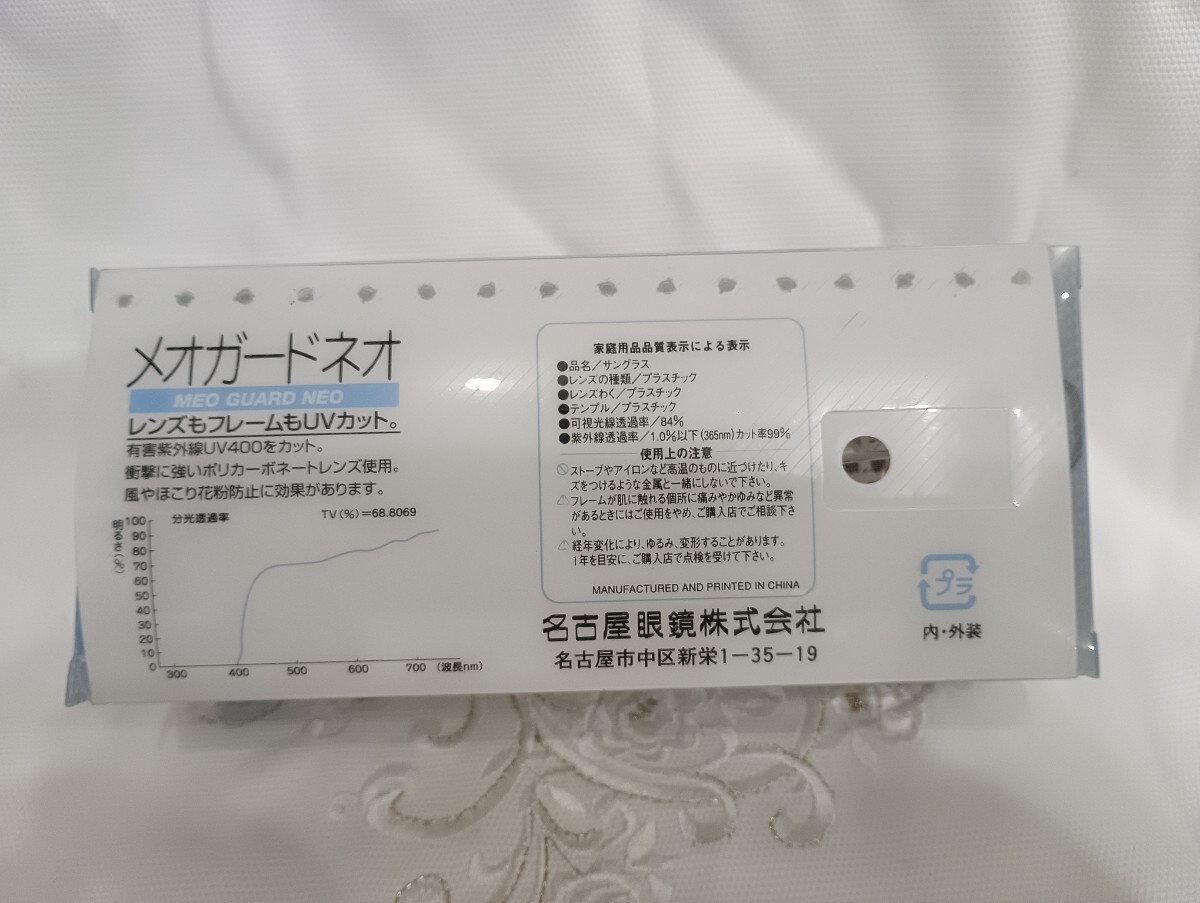 メオガードネオ
MEO GUARD NEO
レンズもフレームもUVカット。
有害紫外線UV400をカット。
衝撃に強いポリカーボネートレンズ使用。
風やほこり花粉防止に効果があります。
分光透過率
TV(%)=68.8069
明るさ(%)
100
90
80
70
60
50
40
30
20
10
0
300 400 500 600 700 (波長nm)
家庭用品品質表示による表示
●品名/サングラス
●レンズの種類/プラスチック
●レンズわく/プラスチック
●テンプル/プラスチック
●可視光線透過率/84%
●紫外線透過率/1.0%以下(365nm)カット率99%
使用上の注意
ストーブやアイロンなど高温のものに近づけたり、キ
ズをつけるような金属と一緒にしないで下さい。
フレームが肌に触れる個所に痛みやかゆみなど異常
があるときにはご使用をやめ、ご購入店でご相談下さ
い。
経年変化により、ゆるみ、変形することがあります。
1年を目安に、ご購入店で点検を受けて下さい。
MANUFACTURED AND PRINTED IN CHINA
名古屋眼鏡株式会社
名古屋市中区新栄1-35-19
プラ
内・外装